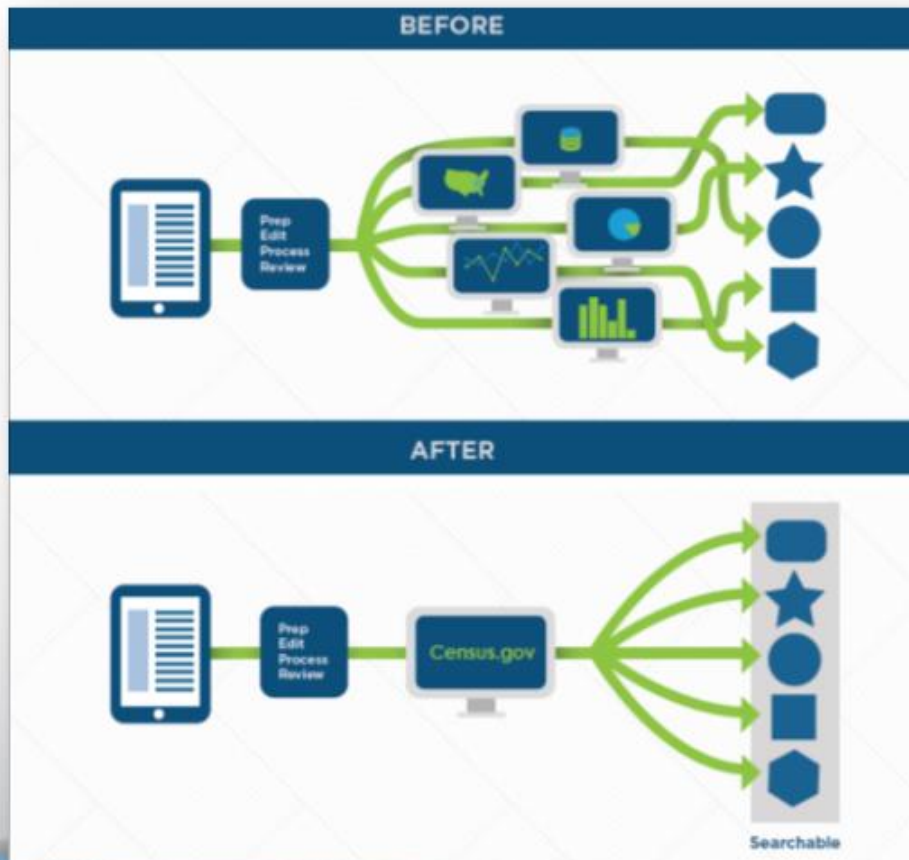 BEFORE
Prep
Edit
Process
Review
AFTER
Prep
Edit
Process
Review
Census.gov
Searchable